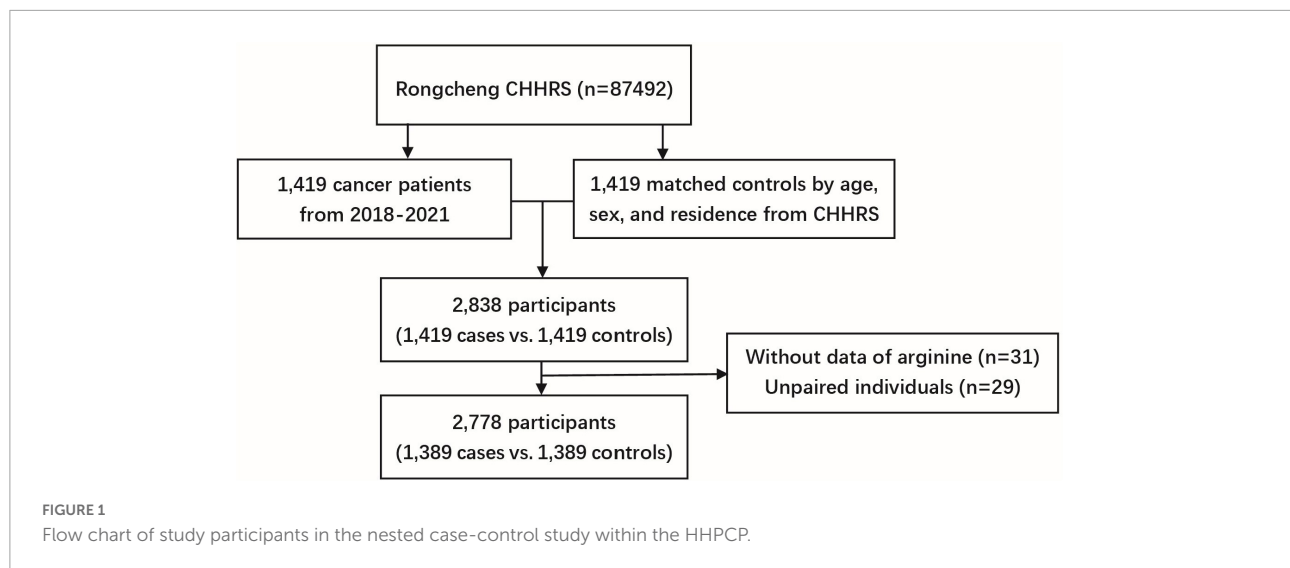 Rongcheng CHHRS (n=87492)
1,419 cancer patients
from 2018-2021
1,419 matched controls by age,
sex, and residence from CHHRS
2,838 participants
(1,419 cases vs. 1,419 controls)
Without data of arginine (n=31)
Unpaired individuals (n=29)
2,778 participants
(1,389 cases vs. 1,389 controls)
FIGURE 1
Flow chart of study participants in the nested case-control study within the HHPCP.